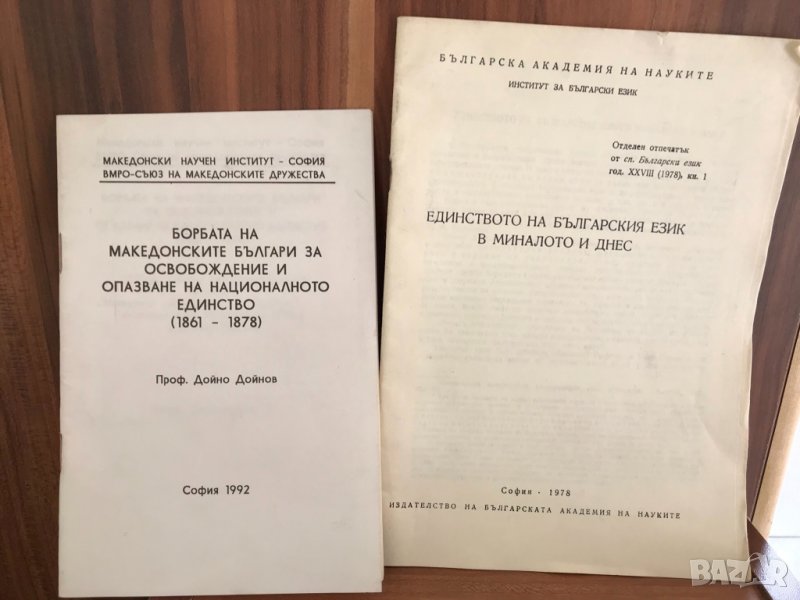 МАКЕДОНСКИ НАУЧЕН ИНСТИТУТ - СОФИЯ
ВМРО-СЪЮЗ НА МАКЕДОНСКИТЕ ДРУЖЕСТВА
БОРБАТА НА
МАКЕДОНСКИТЕ БЪЛГАРИ ЗА
ОСВОБОЖДЕНИЕ И
ОПАЗВАНЕ НА НАЦИОНАЛНОТО
ЕДИНСТВО
(1861 - 1878)
Проф. Дойно Дойнов
София 1992
БЪЛГАРСКА АКАДЕМИЯ НА НАУКИТЕ
ИНСТИТУТ ЗА БЪЛГАРСКИ ЕЗИК
Отделен отпечатък
от сп. Български език
год. XXVIII (1978), кн. 1
ЕДИНСТВОТО НА БЪЛГАРСКИЯ ЕЗИК
В МИНАЛОТО И ДНЕС
София - 1978
ИЗДАТЕЛСТВО НА БЪЛГАРСКАТА АКАДЕМИЯ НА НАУКИТЕ
BAZAR